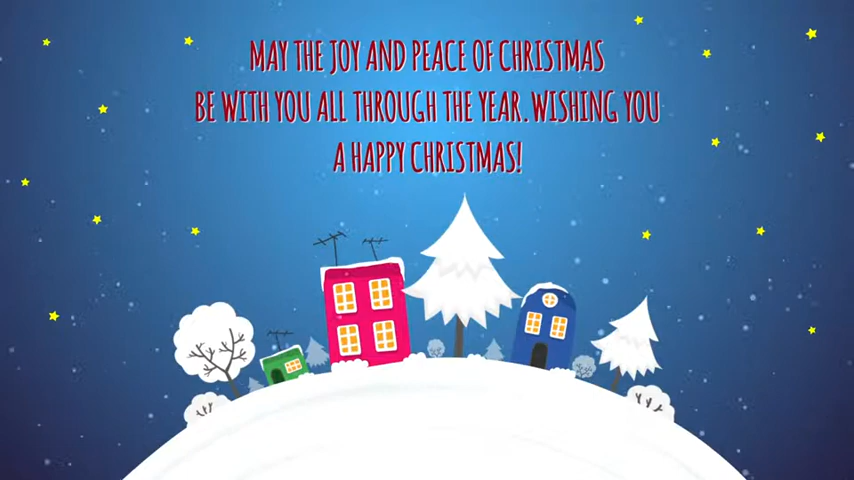 MAY THE JOY AND PEACE OF CHRISTMAS
BE WITH YOU ALL THROUGH THE YEAR. WISHING YOU
A HAPPY CHRISTMAS!